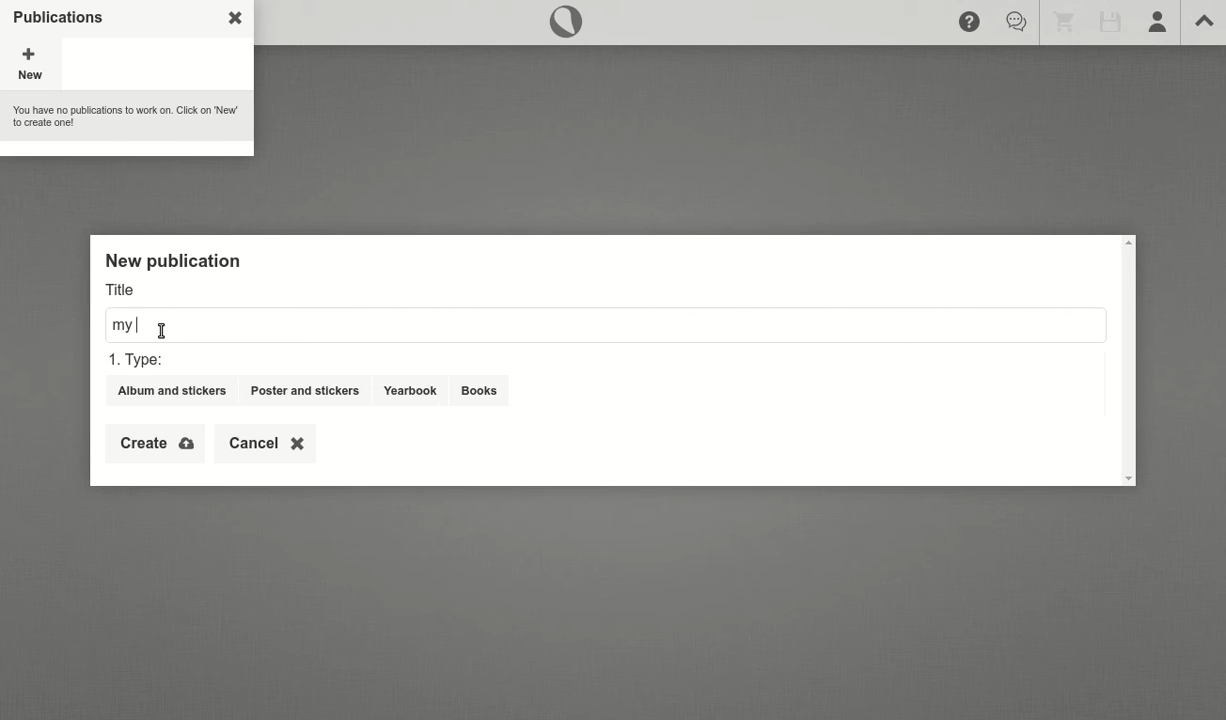 Publications
New
You have no publications to work on. Click on 'New'
to create one!
New publication
Title
my
1. Type:
Album and stickers Poster and stickers Yearbook Books
Create Cancel